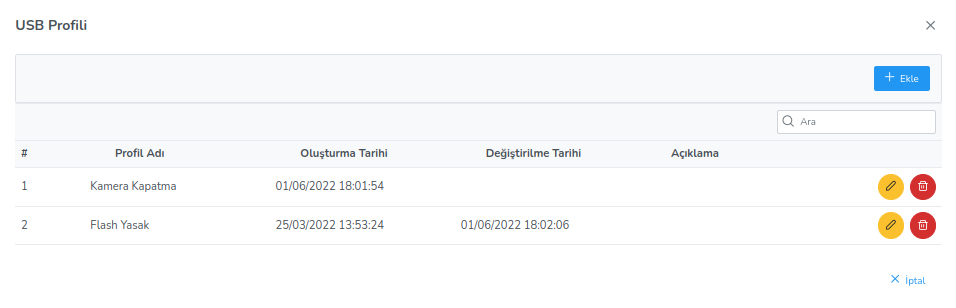 USB Profili
Ekle
Ara
# Profil Adı Oluşturma Tarihi Değiştirilme Tarihi Açıklama
1 Kamera Kapatma 01/06/2022 18:01:54
2 Flash Yasak 25/03/2022 13:53:24 01/06/2022 18:02:06
İptal